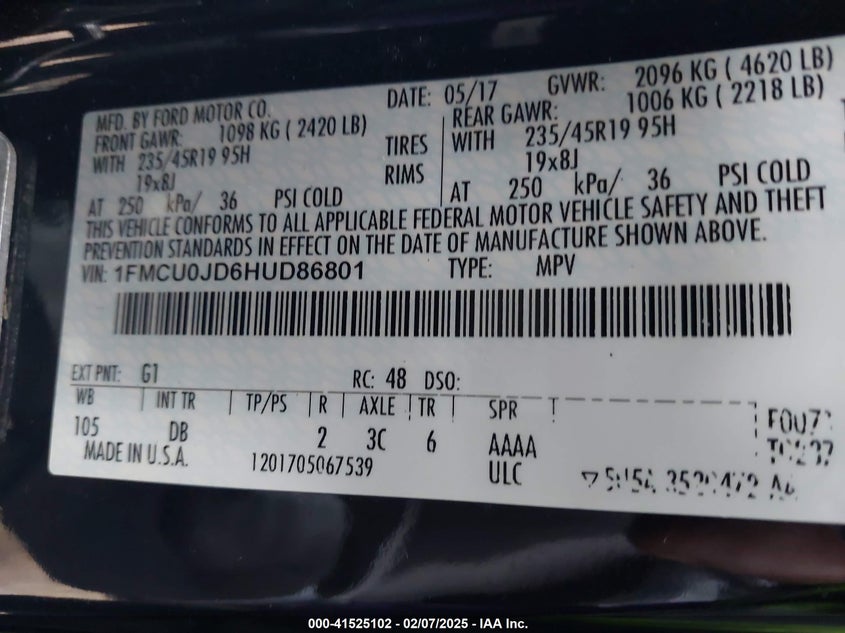 MFD. BY FORD MOTOR CO.
DATE: 05/17
GVWR: 2096 KG ( 4620 LB)
FRONT GAWR: 1098 KG ( 2420 LB)
REAR GAWR: 1006 KG ( 2218 LB)
WITH 235/45R19 95H
TIRES
WITH 235/45R19 95H
19x8J
RIMS
19x8J
AT 250 kPa/ 36 PSI COLD
AT 250 kPa/ 36 PSI COLD
THIS VEHICLE CONFORMS TO ALL APPLICABLE FEDERAL MOTOR VEHICLE SAFETY AND THEFT
PREVENTION STANDARDS IN EFFECT ON THE DATE OF MANUFACTURE SHOWN ABOVE.
VIN: 1FMCU0JD6HUD86801 TYPE: MPV
EXT PNT: G1 RC: 48 DSO:
WB INT TR TP/PS R AXLE TR SPR
105 DB 2 3C 6 AAAA
MADE IN U.S.A. 1201705067539 ULC
000-41525102 - 02/07/2025 - IAA Inc.